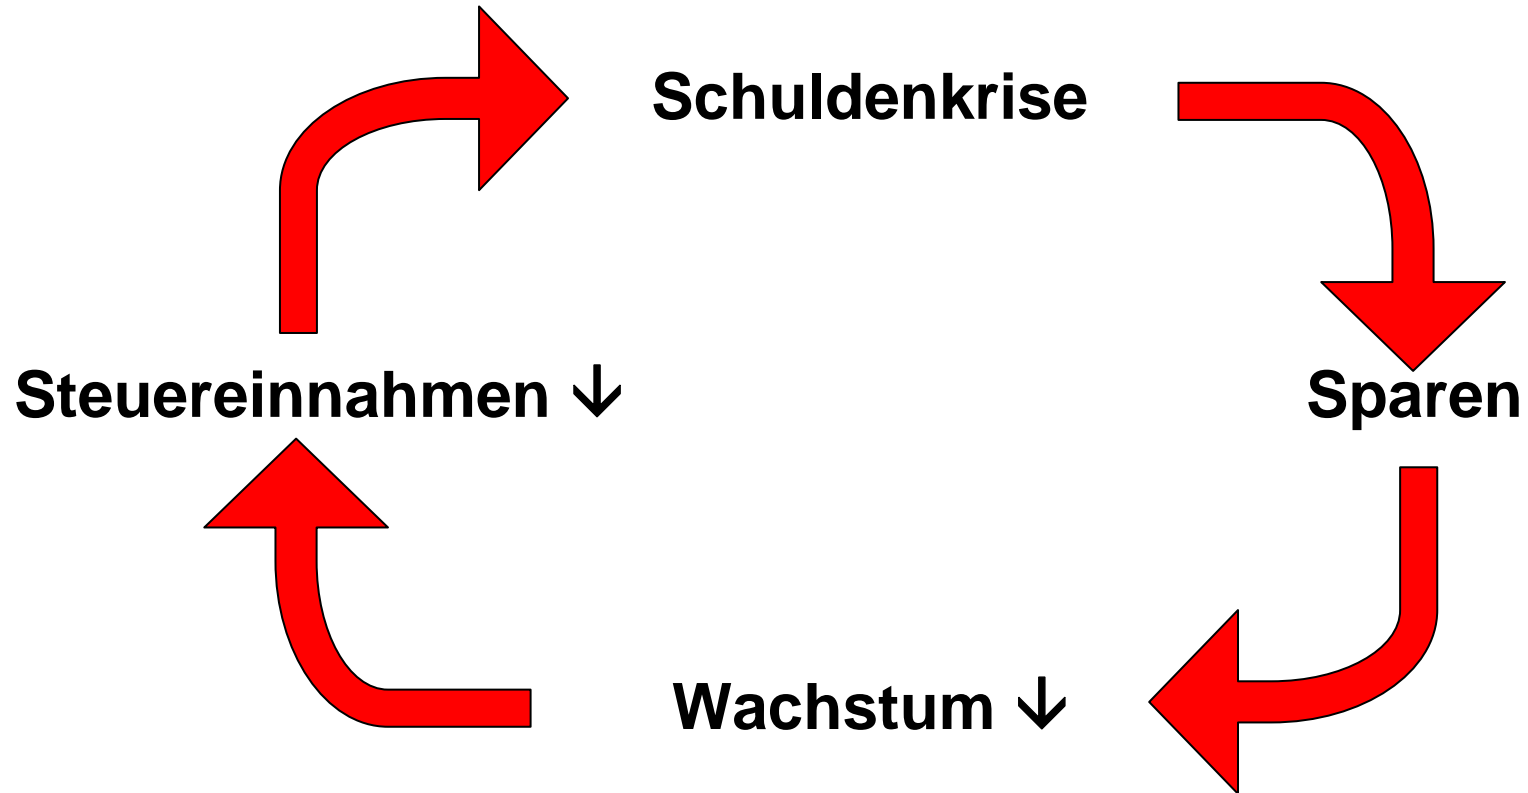 Schuldenkrise
Steuereinnahmen ↓
Sparen
Wachstum ↓